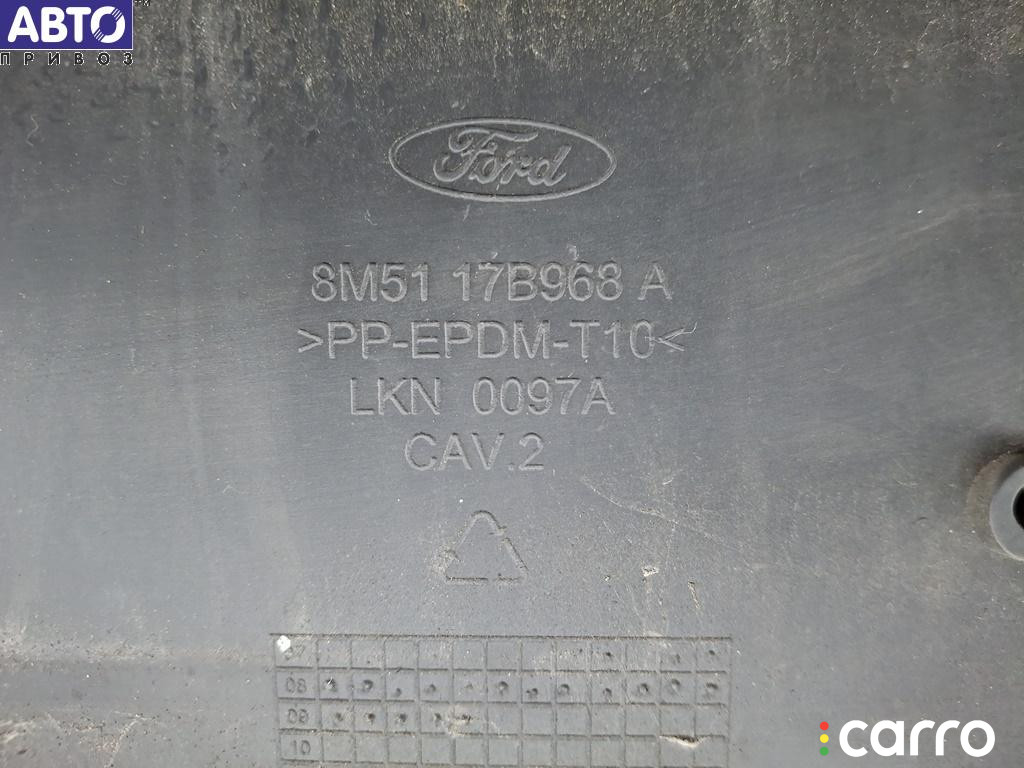 АВТО
ПРИВОЗ
Ford
8M51 17B968 A
>PP-EPDM-T10<
LKN 0097A
CAV.2
07
08
09
10
carro